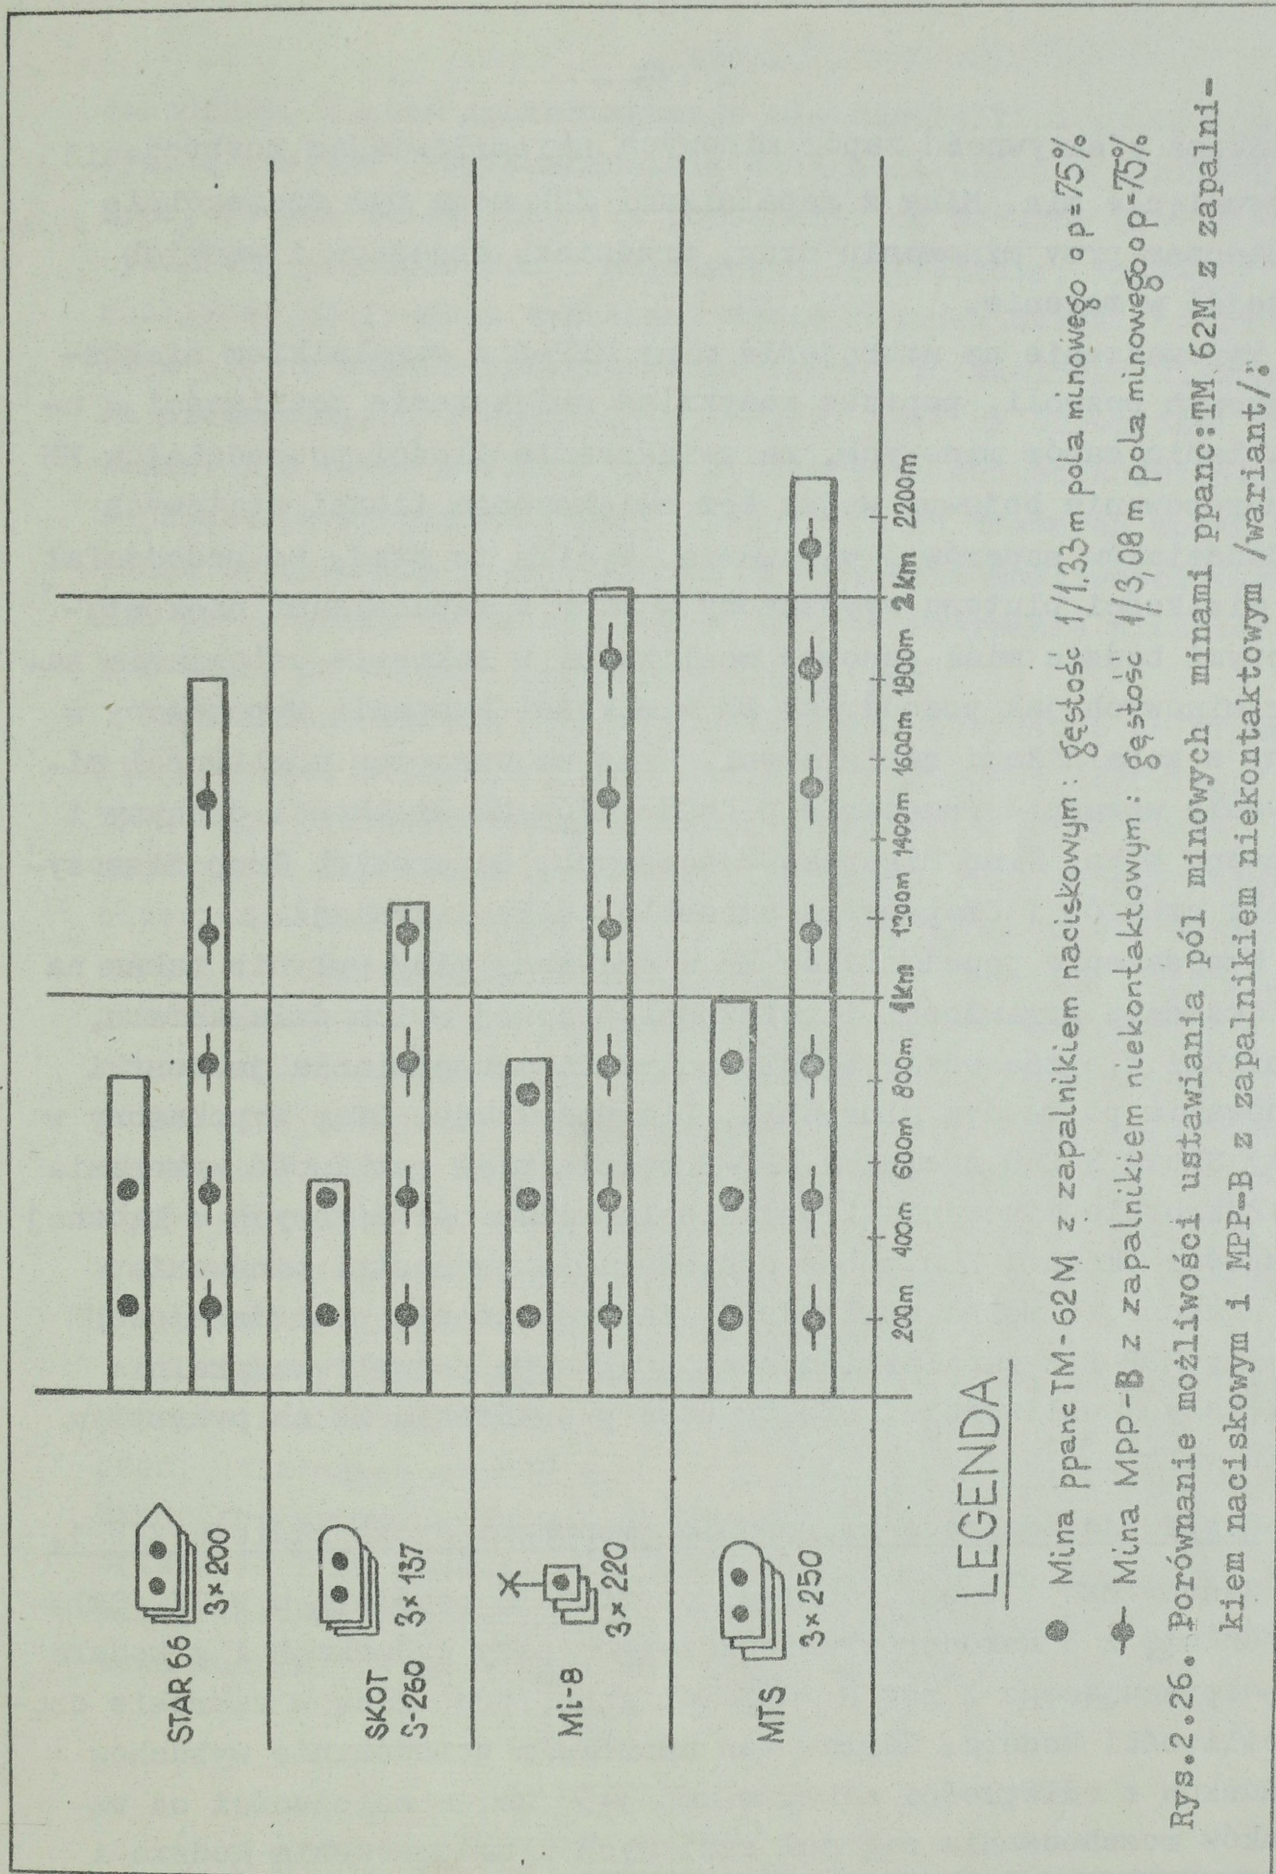 STAR 66
3×200
SKOT
S-260 3×137
Mi-8
3×220
MTS
3×250
200m 400m 600m 800m 1km 1200m 1400m 1600m 1800m 2km 2200m
LEGENDA
Mina ppanc TM-62M z zapalnikiem naciskowym : gęstość 1/1,33 m pola minowego o p=75%
Mina MPP-B z zapalnikiem niekontaktowym : gęstość 1/3,08 m pola minowego o p=75%
Rys.2.26. Porównanie możliwości ustawiania pól minowych minami ppanc:TM 62M z zapalni-
kiem naciskowym i MPP-B z zapalnikiem niekontaktowym /wariant/.